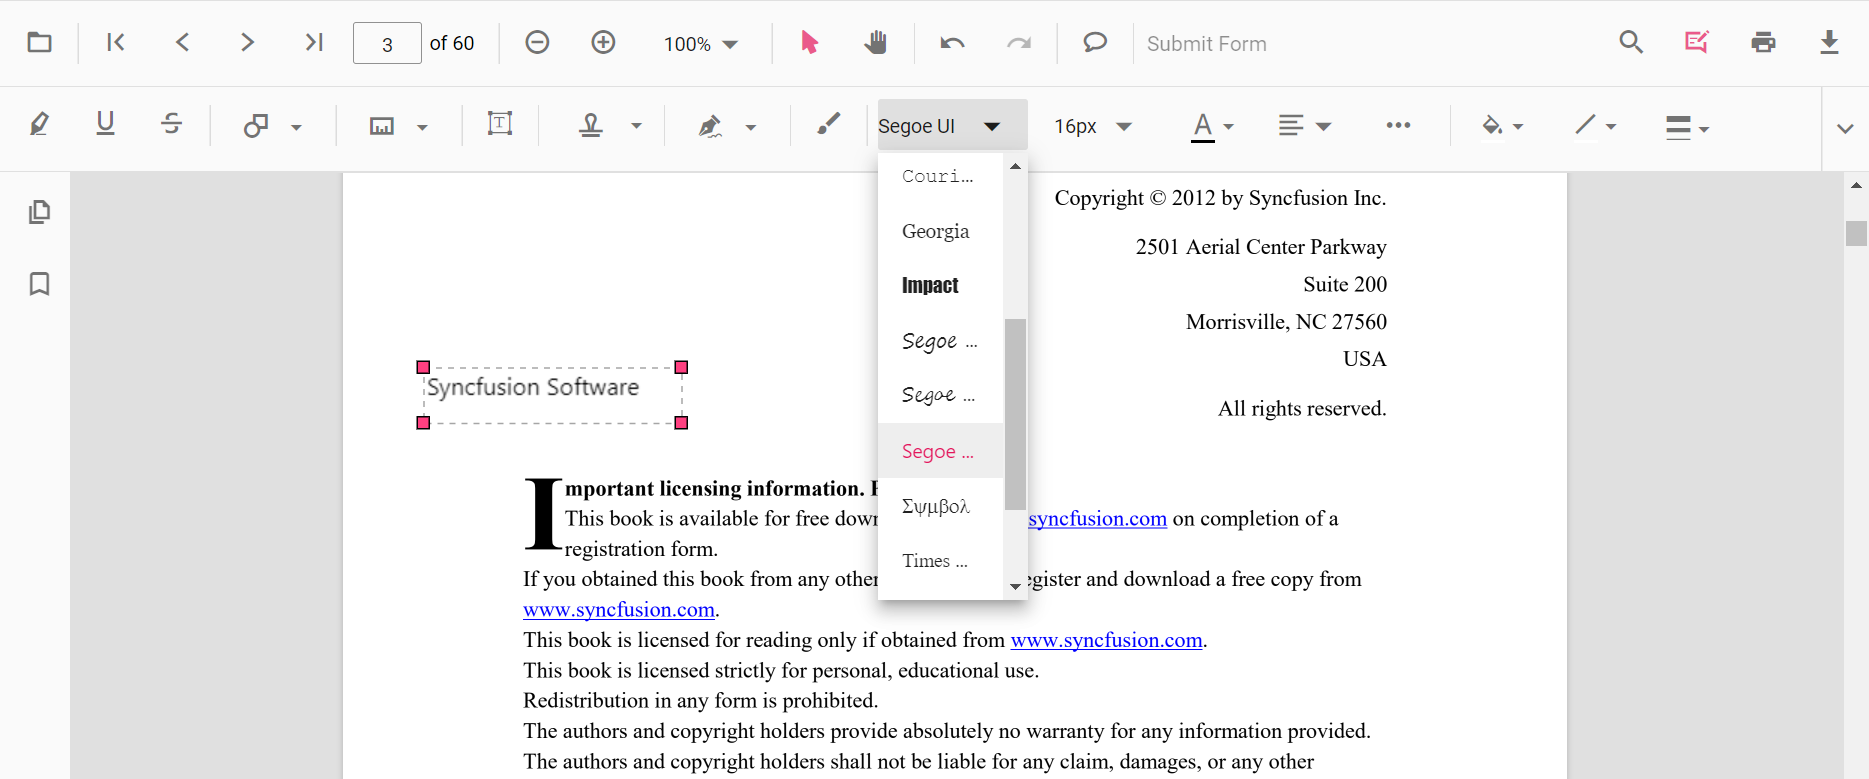 3 of 60 100% Submit Form
Segoe UI 16px
Couri...
Georgia
Impact
Segoe ...
Segoe ...
Segoe ...
Σψμβολ
Times ...
Copyright © 2012 by Syncfusion Inc.
2501 Aerial Center Parkway
Suite 200
Morrisville, NC 27560
USA
All rights reserved.
Syncfusion Software
Important licensing information.
This book is available for free syncfusion.com on completion of a
registration form.
If you obtained this book from any other and download a free copy from
www.syncfusion.com.
This book is licensed for reading only if obtained from www.syncfusion.com.
This book is licensed strictly for personal, educational use.
Redistribution in any form is prohibited.
The authors and copyright holders provide absolutely no warranty for any information provided.
The authors and copyright holders shall not be liable for any claim, damages, or any other